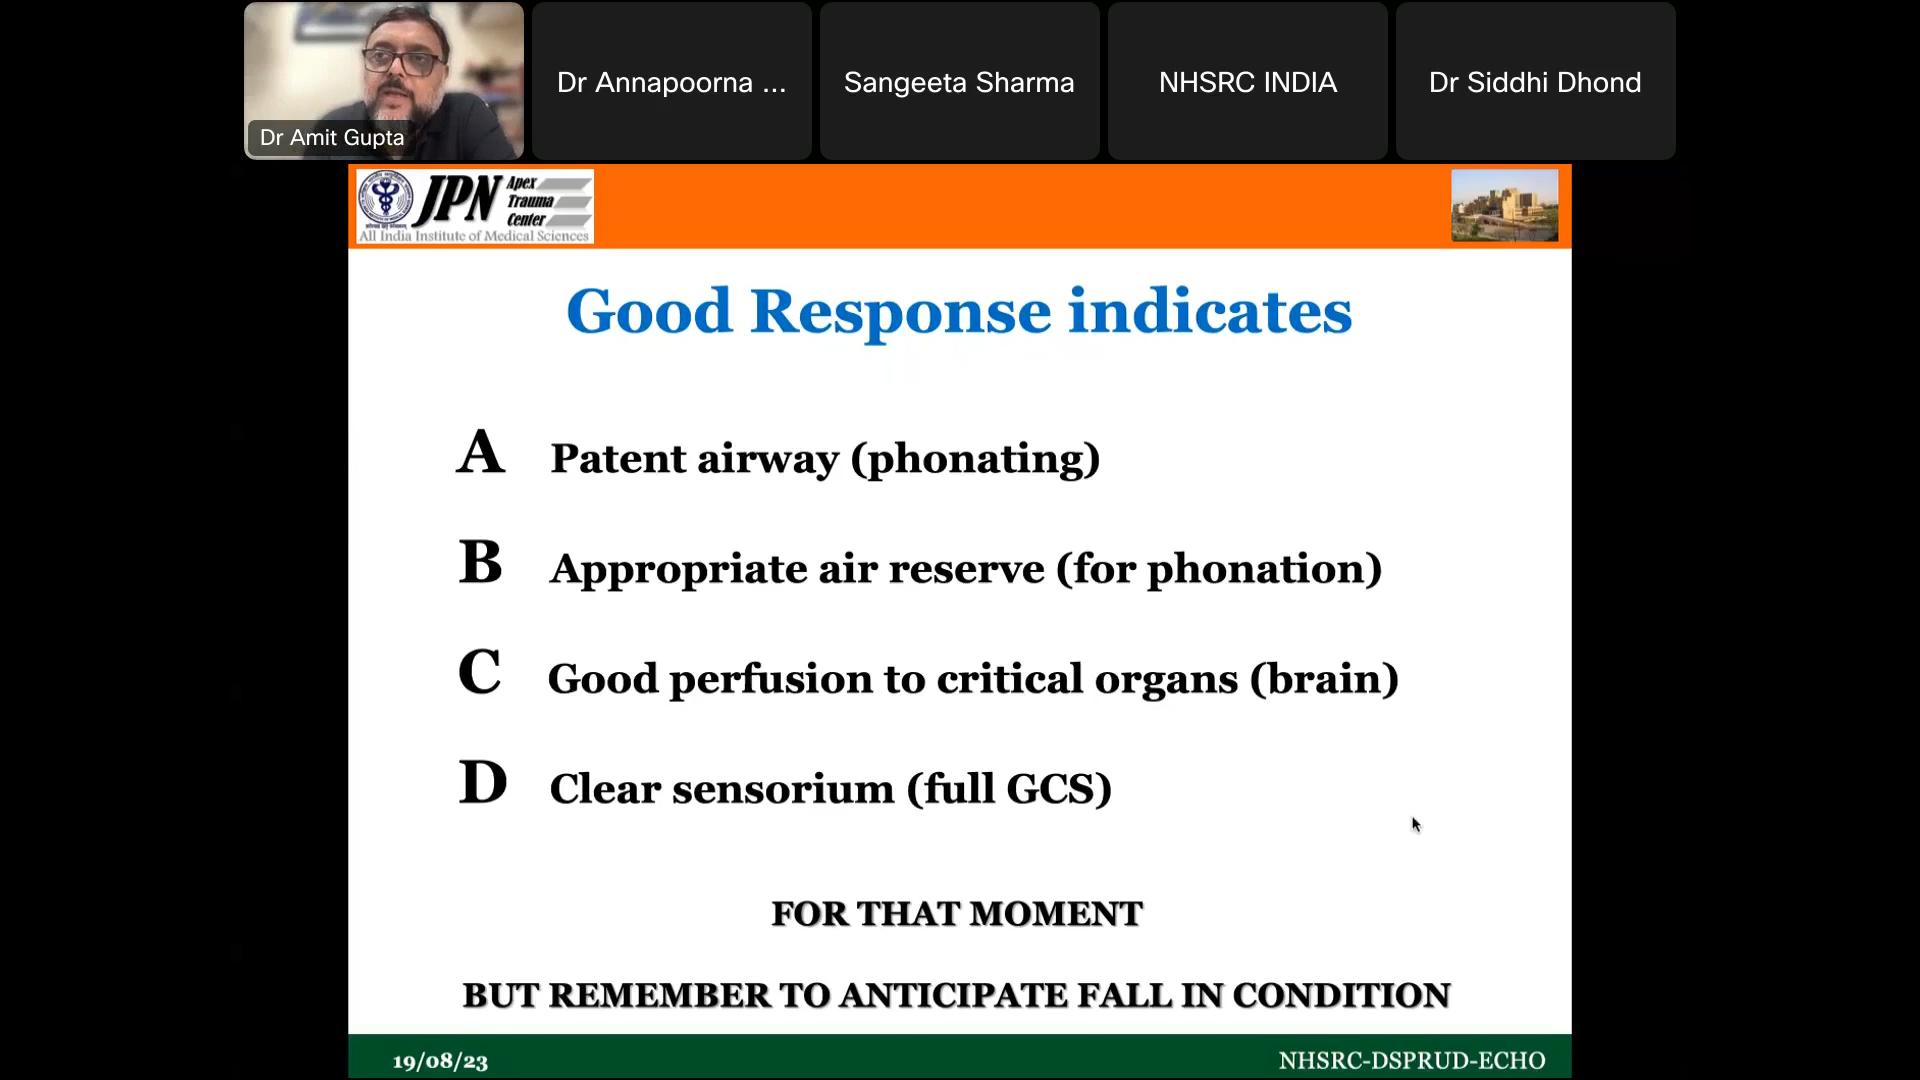 Dr Amit Gupta
Dr Annapoorna ...
Sangeeta Sharma
NHSRC INDIA
Dr Siddhi Dhond
JPN Apex
Trauma
Center
All India Institute of Medical Sciences
Good Response indicates
A Patent airway (phonating)
B Appropriate air reserve (for phonation)
C Good perfusion to critical organs (brain)
D Clear sensorium (full GCS)
FOR THAT MOMENT
BUT REMEMBER TO ANTICIPATE FALL IN CONDITION
19/08/23
NHSRC-DSPRUD-ECHO